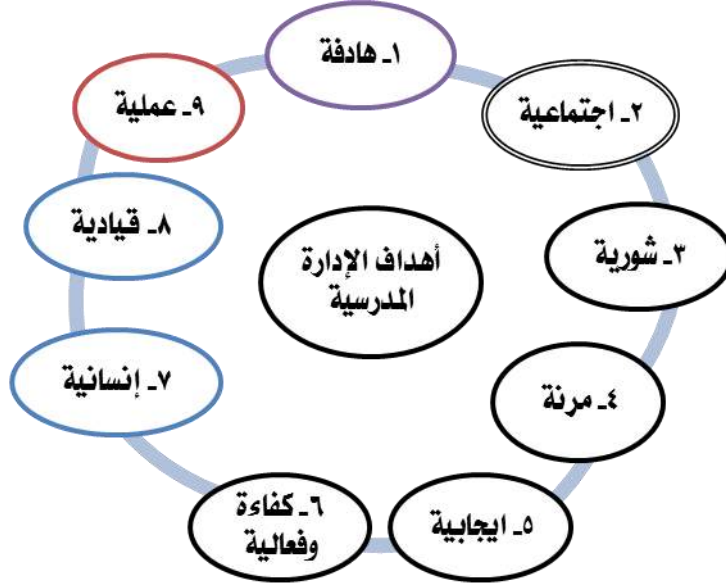 أهداف الإدارة
المدرسية
١ـ هادفة
٢ـ اجتماعية
٣ـ شورية
٤ـ مرنة
٥ـ ايجابية
٦ـ كفاءة
وفعالية
٧ـ إنسانية
٨ـ قيادية
٩ـ عملية